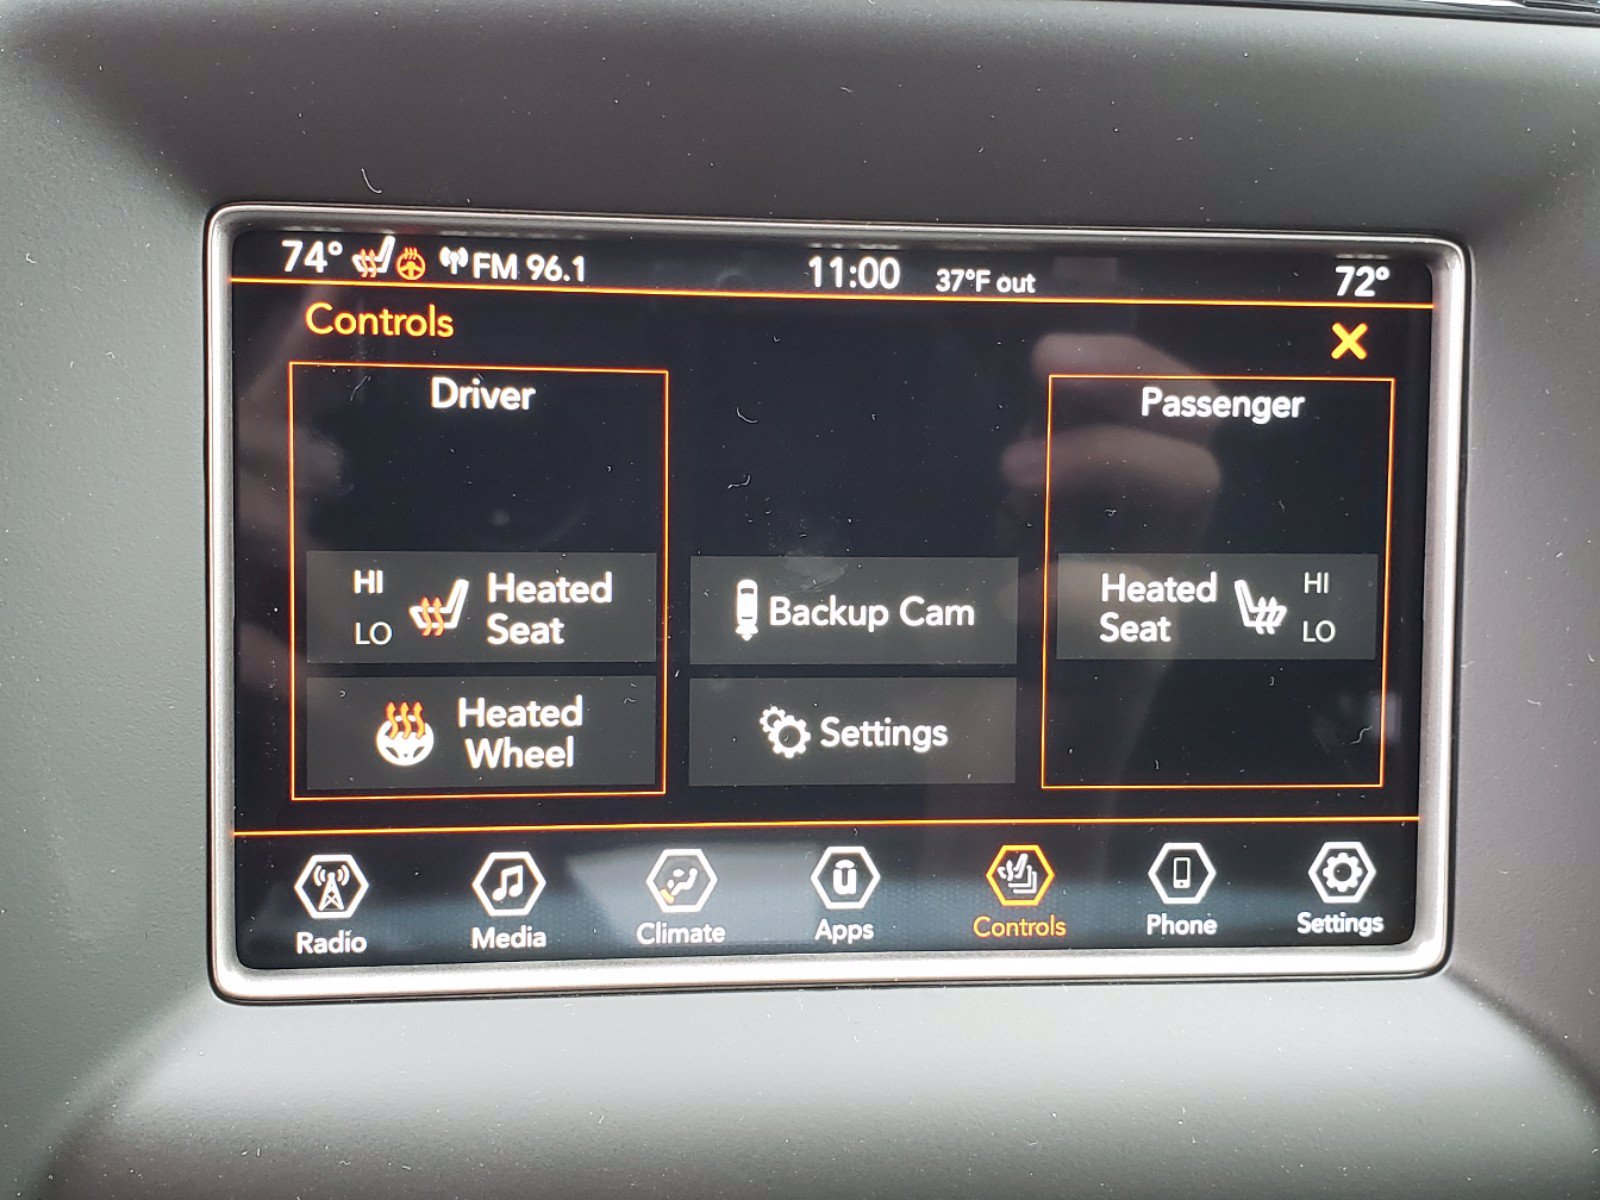 74° FM 96.1 11:00 37°F out 72°
Controls
Driver
Passenger
HI
LO
Heated
Seat
Backup Cam
Heated
Seat
HI
LO
Heated
Wheel
Settings
Radio Media Climate Apps Controls Phone Settings